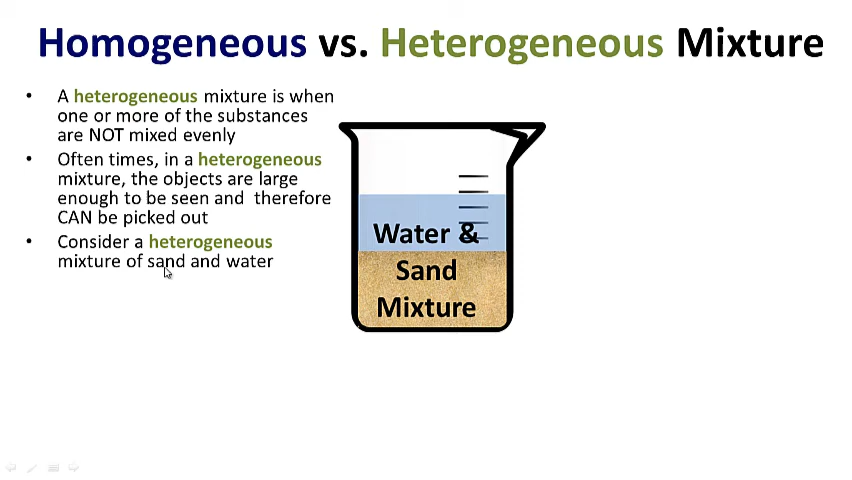 Homogeneous vs. Heterogeneous Mixture
• A heterogeneous mixture is when
one or more of the substances
are NOT mixed evenly
• Often times, in a heterogeneous
mixture, the objects are large
enough to be seen and therefore
CAN be picked out
• Consider a heterogeneous
mixture of sand and water
Water &
Sand
Mixture